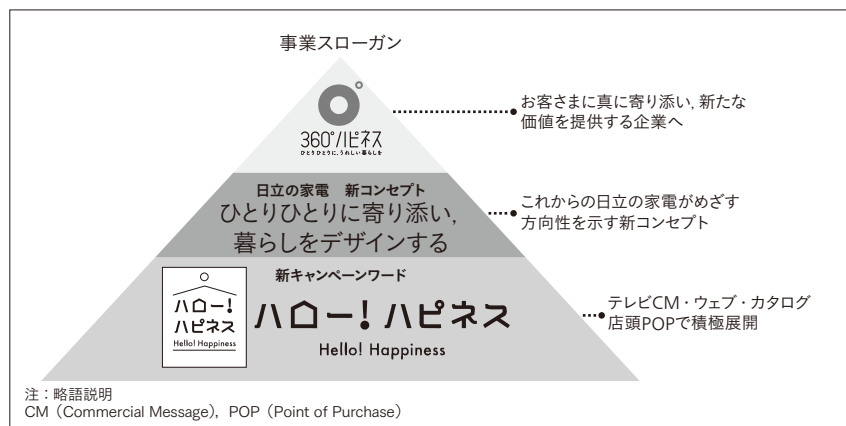 事業スローガン
360°ハピネス
ひとりひとりに、うれしい暮らしを
お客さまに真に寄り添い, 新たな
価値を提供する企業へ
日立の家電　新コンセプト
ひとりひとりに寄り添い,
暮らしをデザインする
これからの日立の家電がめざす
方向性を示す新コンセプト
新キャンペーンワード
ハロー!
ハピネス
Hello! Happiness
ハロー! ハピネス
Hello! Happiness
テレビCM・ウェブ・カタログ
店頭POPで積極展開
注：略語説明
CM（Commercial Message），POP（Point of Purchase）